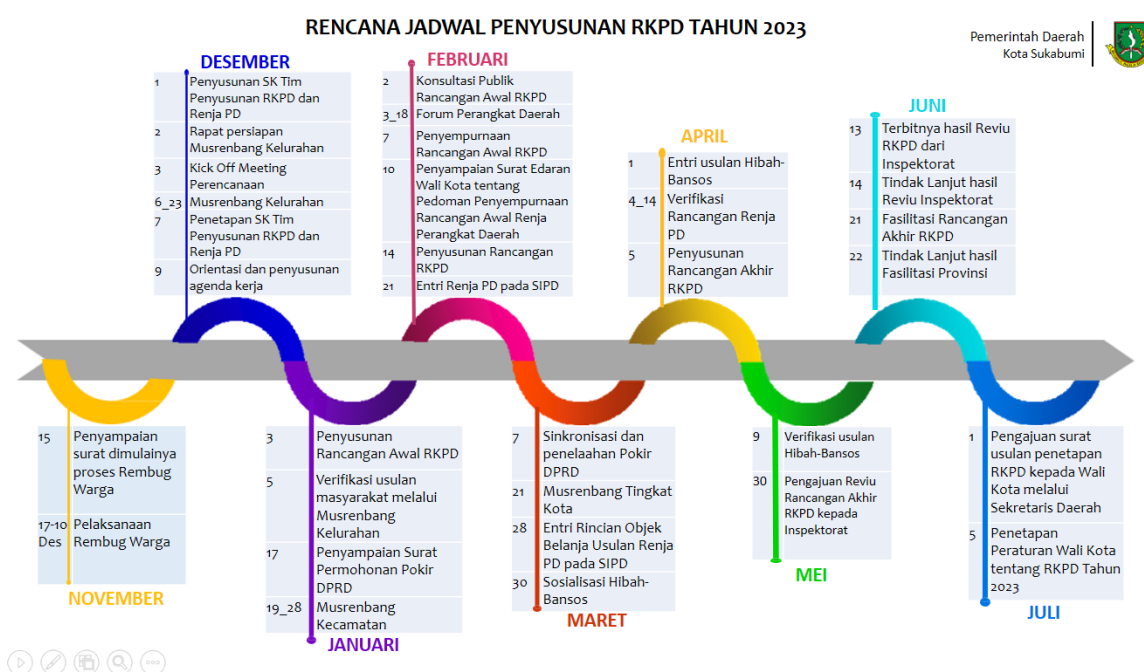 RENCANA JADWAL PENYUSUNAN RKPD TAHUN 2023
Pemerintah Daerah
Kota Sukabumi
DESEMBER
1 Penyusunan SK Tim
Penyusunan RKPD dan
Renja PD
2 Rapat persiapan
Musrenbang Kelurahan
3 Kick Off Meeting
Perencanaan
6_23 Musrenbang Kelurahan
7 Penetapan SK Tim
Penyusunan RKPD dan
Renja PD
9 Orientasi dan penyusunan
agenda kerja
FEBRUARI
2 Konsultasi Publik
Rancangan Awal RKPD
3_18 Forum Perangkat Daerah
7 Penyempurnaan
Rancangan Awal RKPD
10 Penyampaian Surat Edaran
Wali Kota tentang
Pedoman Penyempurnaan
Rancangan Awal Renja
Perangkat Daerah
14 Penyusunan Rancangan
RKPD
21 Entri Renja PD pada SIPD
APRIL
1 Entri usulan Hibah-
Bansos
4_14 Verifikasi
Rancangan Renja
PD
5 Penyusunan
Rancangan Akhir
RKPD
JUNI
13 Terbitnya hasil Reviu
RKPD dari
Inspektorat
14 Tindak Lanjut hasil
Reviu Inspektorat
21 Fasilitasi Rancangan
Akhir RKPD
22 Tindak Lanjut hasil
Fasilitasi Provinsi
15 Penyampaian
surat dimulainya
proses Rembug
Warga
17-10 Pelaksanaan
Des Rembug Warga
NOVEMBER
3 Penyusunan
Rancangan Awal RKPD
5 Verifikasi usulan
masyarakat melalui
Musrenbang
Kelurahan
17 Penyampaian Surat
Permohonan Pokir
DPRD
19_28 Musrenbang
Kecamatan
JANUARI
7 Sinkronisasi dan
penelaahan Pokir
DPRD
21 Musrenbang Tingkat
Kota
28 Entri Rincian Objek
Belanja Usulan Renja
PD pada SIPD
30 Sosialisasi Hibah-
Bansos
MARET
9 Verifikasi usulan
Hibah-Bansos
30 Pengajuan Reviu
Rancangan Akhir
RKPD kepada
Inspektorat
MEI
1 Pengajuan surat
usulan penetapan
RKPD kepada Wali
Kota melalui
Sekretaris Daerah
5 Penetapan
Peraturan Wali Kota
tentang RKPD Tahun
2023
JULI